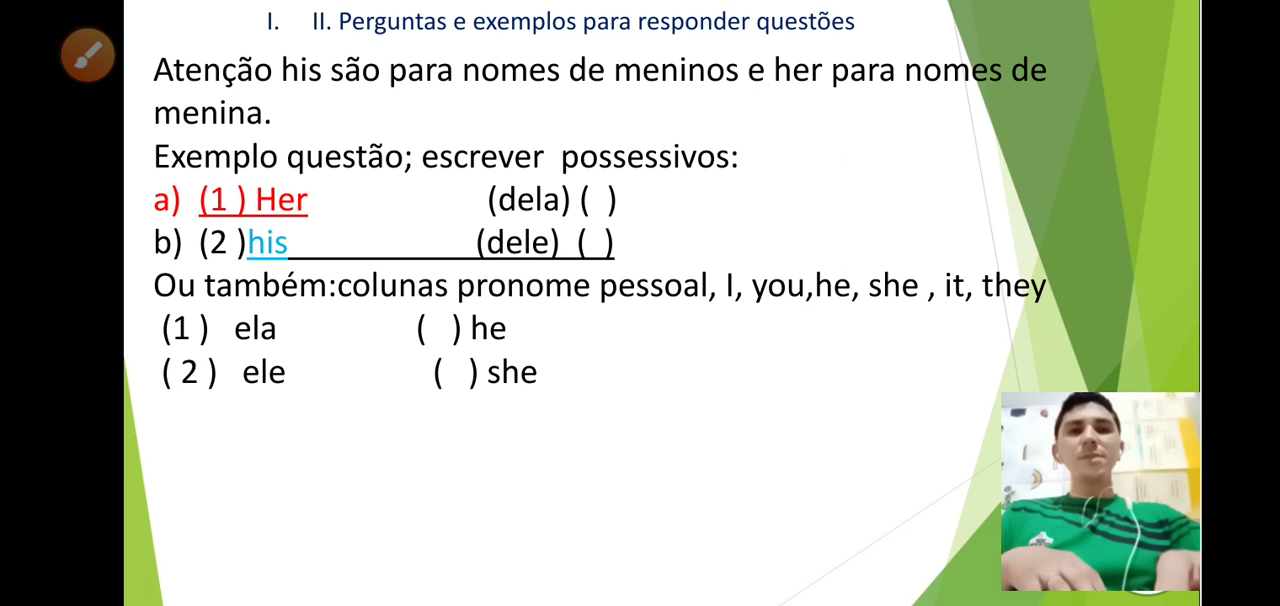 I. II. Perguntas e exemplos para responder questões
Atenção his são para nomes de meninos e her para nomes de
menina.
Exemplo questão; escrever possessivos:
a) (1 ) Her (dela) ( )
b) (2 )his (dele) ( )
Ou também:colunas pronome pessoal, I, you,he, she , it, they
(1 ) ela ( ) he
( 2 ) ele ( ) she